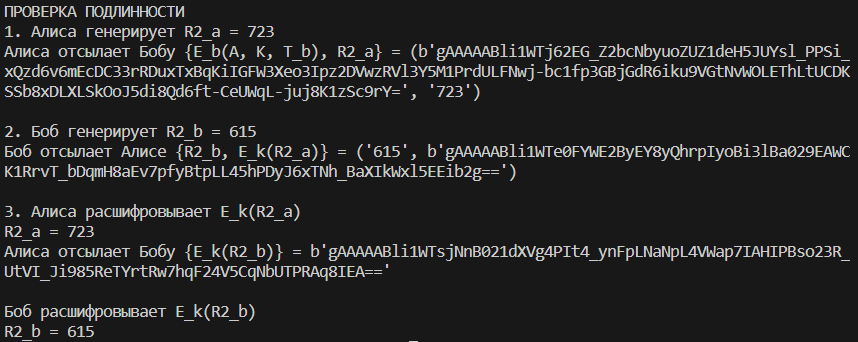 ПРОВЕРКА ПОДЛИННОСТИ
1. Алиса генерирует R2_a = 723
Алиса отсылает Бобу {E_b(A, K, T_b), R2_a} = (b'gAAAAABli1WTj62EG_Z2bcNbyuoZUZ1deH5JUYsl_PPSi_
xQzd6v6mEcDC33rRDuxTxBqKiIGFW3Xeo3Ipz2DVwzRVl3Y5M1PrdULFNwj-bc1fp3GBjGdR6iku9VGtNvWOLEThLtUCDK
SSb8xDLXLSkOoJ5di8Qd6ft-CeUWqL-juj8K1zSc9rY=', '723')
2. Боб генерирует R2_b = 615
Боб отсылает Алисе {R2_b, E_k(R2_a)} = ('615', b'gAAAAABli1WTe0FYWE2ByEY8yQhrpIyoBi3lBa029EAWC
K1RrvT_bDqmH8aEv7pfyBtpLL45hPDyJ6xTNh_BaXIkWxl5EEib2g==')
3. Алиса расшифровывает E_k(R2_a)
R2_a = 723
Алиса отсылает Бобу {E_k(R2_b)} = b'gAAAAABli1WTsjNnB021dXVg4PIt4_ynFpLNaNpL4VWap7IAHIPBso23R_
UtVI_Ji985ReTYrtRw7hqF24V5CqNbUTPRAq8IEA=='
Боб расшифровывает E_k(R2_b)
R2_b = 615